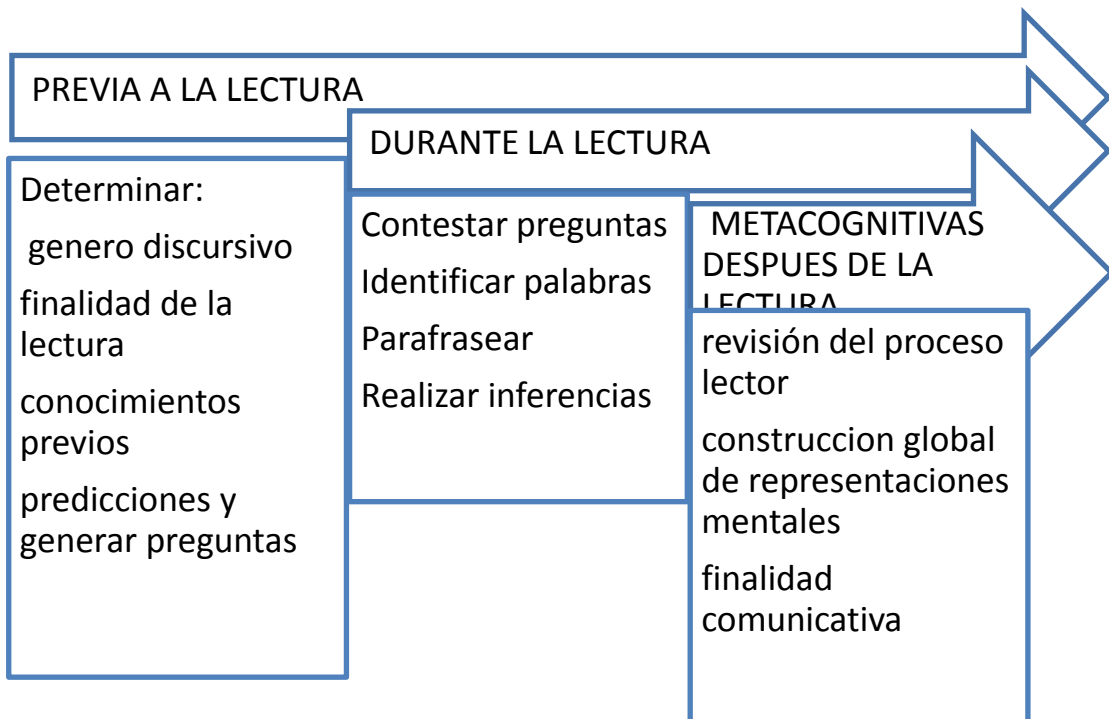 PREVIA A LA LECTURA
DURANTE LA LECTURA
Determinar:
genero discursivo
finalidad de la
lectura
conocimientos
previos
predicciones y
generar preguntas
Contestar preguntas
Identificar palabras
Parafrasear
Realizar inferencias
METACOGNITIVAS
DESPUES DE LA
LECTURA
revisión del proceso
lector
construccion global
de representaciones
mentales
finalidad
comunicativa